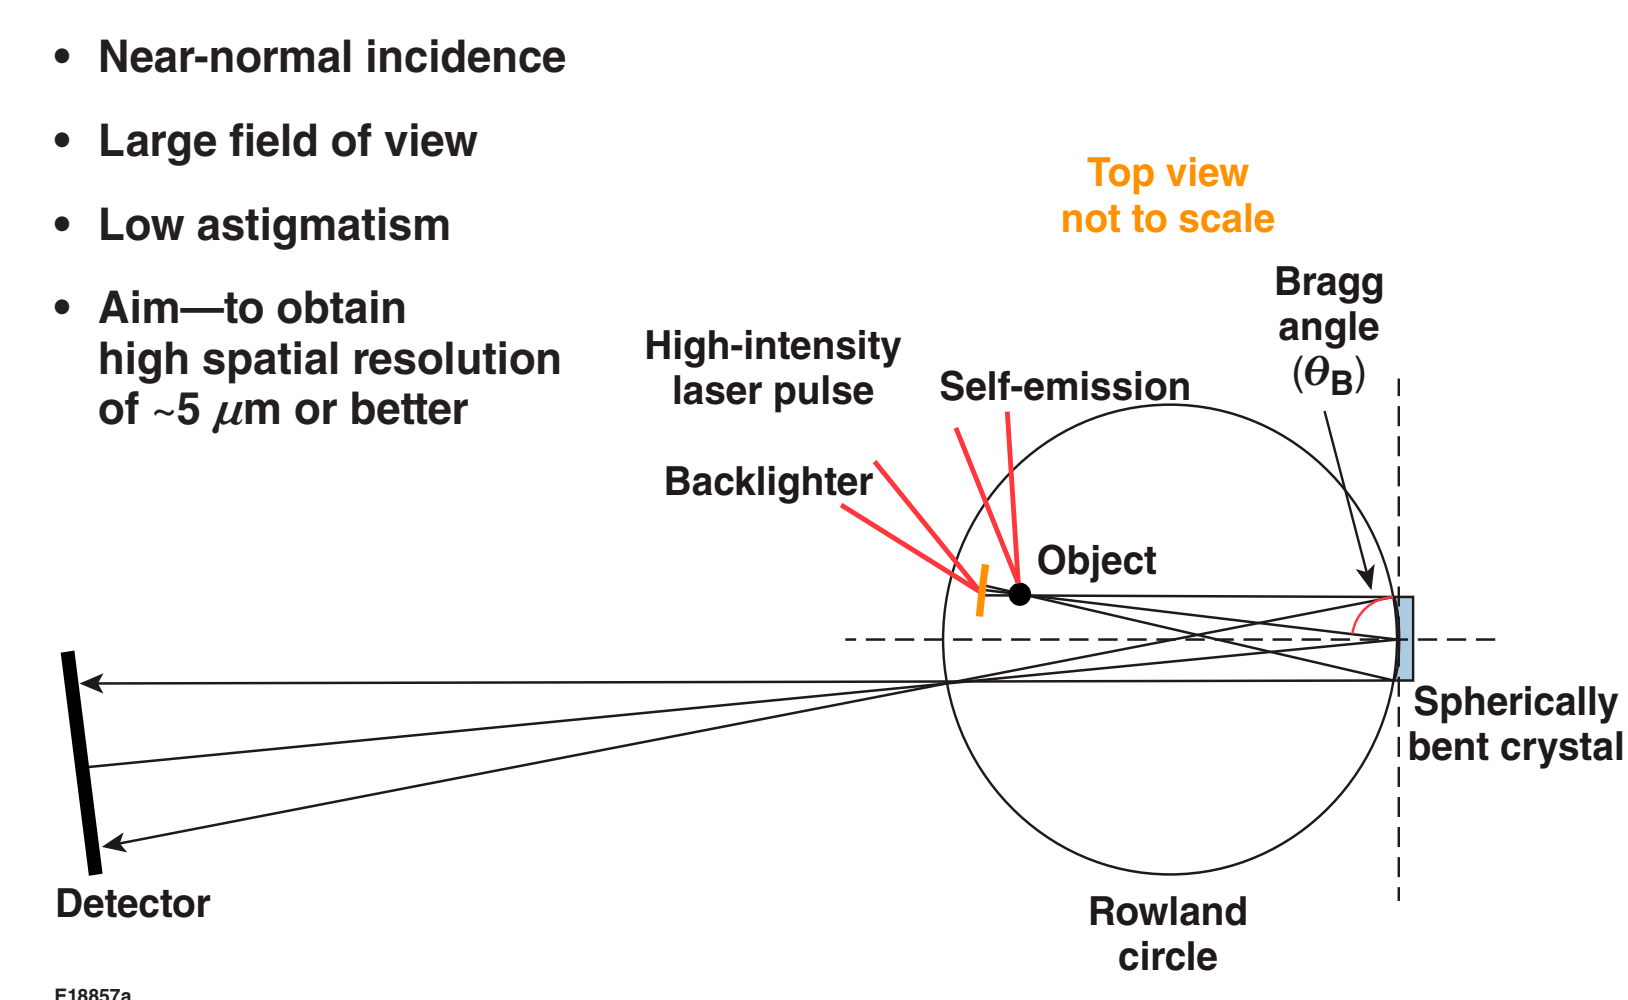 • Near-normal incidence
• Large field of view
• Low astigmatism
• Aim—to obtain
high spatial resolution
of ~5 μm or better
Top view
not to scale
Bragg
angle
(θB)
High-intensity
laser pulse
Self-emission
Backlighter
Object
Spherically
bent crystal
Detector
Rowland
circle
E18857a